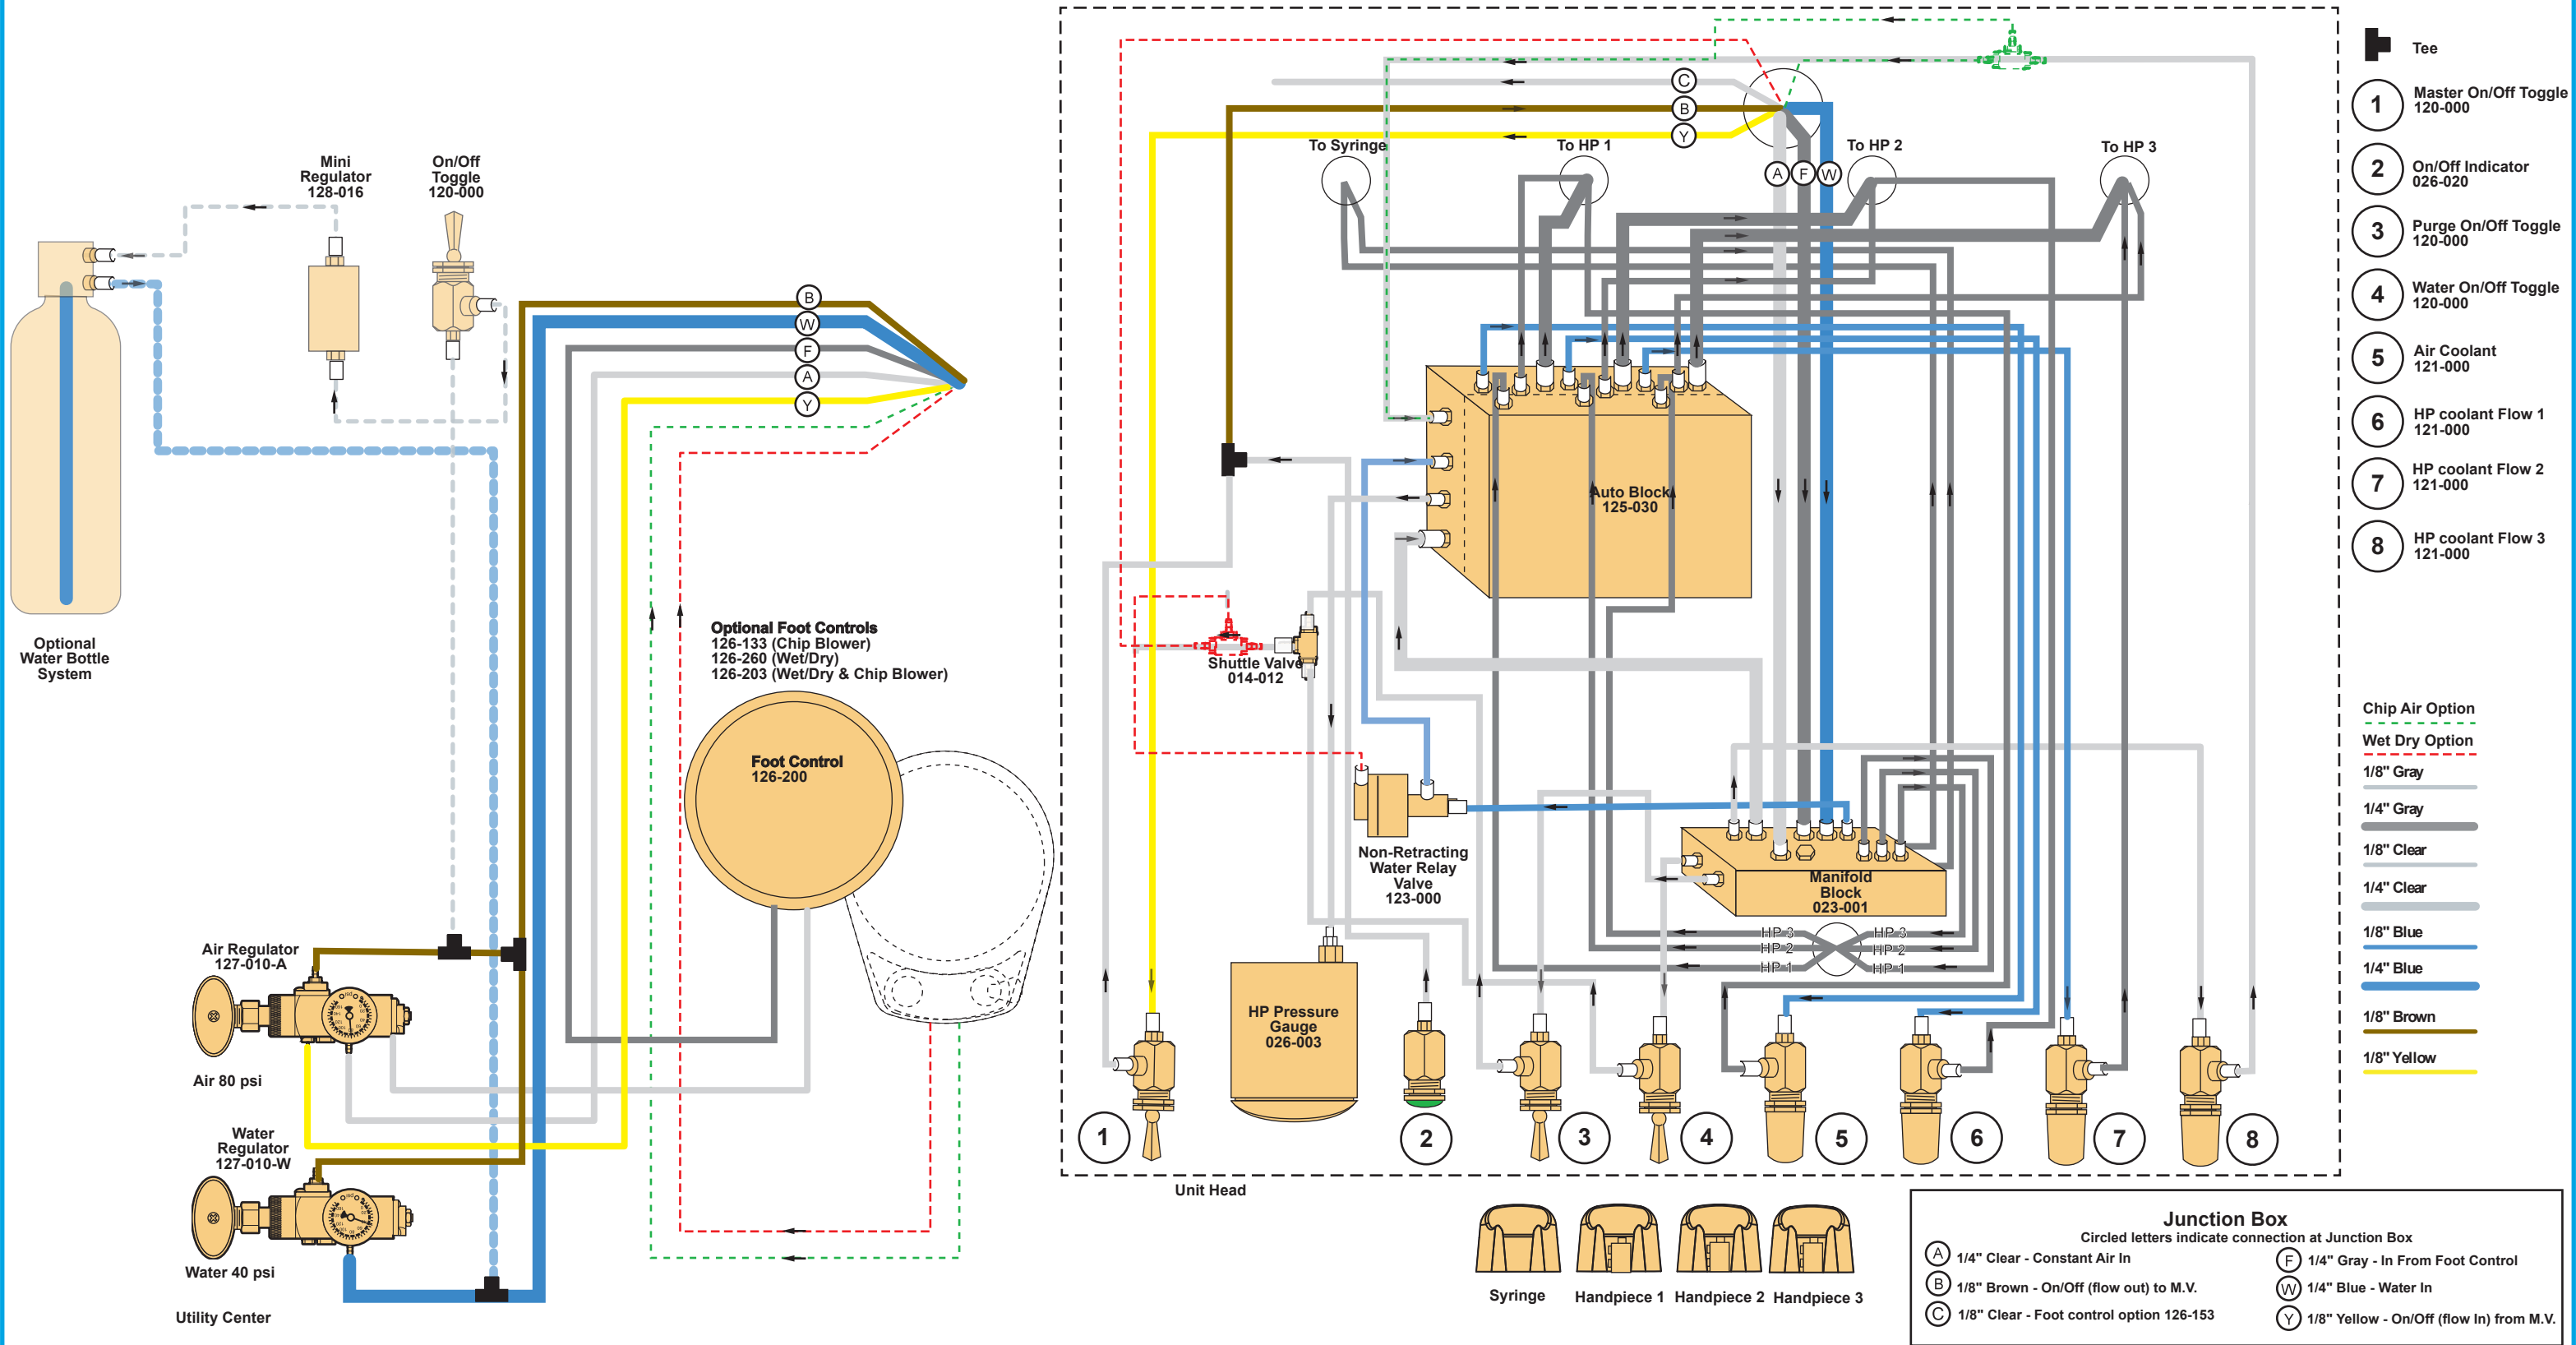 Mini
Regulator
128-016
On/Off
Toggle
120-000
Optional
Water Bottle
System
B
W
F
A
Y
Optional Foot Controls
126-133 (Chip Blower)
126-260 (Wet/Dry)
126-203 (Wet/Dry & Chip Blower)
Foot Control
126-200
Air Regulator
127-010-A
Air 80 psi
Water
Regulator
127-010-W
Water 40 psi
Utility Center
C
B
Y
To Syringe
To HP 1
To HP 2
To HP 3
A
F
W
Auto Block
125-030
Shuttle Valve
014-012
Non-Retracting
Water Relay
Valve
123-000
Manifold
Block
023-001
HP 3
HP 2
HP 1
HP 3
HP 2
HP 1
HP Pressure
Gauge
026-003
1
2
3
4
5
6
7
8
Unit Head
Syringe
Handpiece 1
Handpiece 2
Handpiece 3
Tee
1
Master On/Off Toggle
120-000
2
On/Off Indicator
026-020
3
Purge On/Off Toggle
120-000
4
Water On/Off Toggle
120-000
5
Air Coolant
121-000
6
HP coolant Flow 1
121-000
7
HP coolant Flow 2
121-000
8
HP coolant Flow 3
121-000
Chip Air Option
Wet Dry Option
1/8" Gray
1/4" Gray
1/8" Clear
1/4" Clear
1/8" Blue
1/4" Blue
1/8" Brown
1/8" Yellow
Junction Box
Circled letters indicate connection at Junction Box
A 1/4" Clear - Constant Air In
B 1/8" Brown - On/Off (flow out) to M.V.
C 1/8" Clear - Foot control option 126-153
F 1/4" Gray - In From Foot Control
W 1/4" Blue - Water In
Y 1/8" Yellow - On/Off (flow In) from M.V.